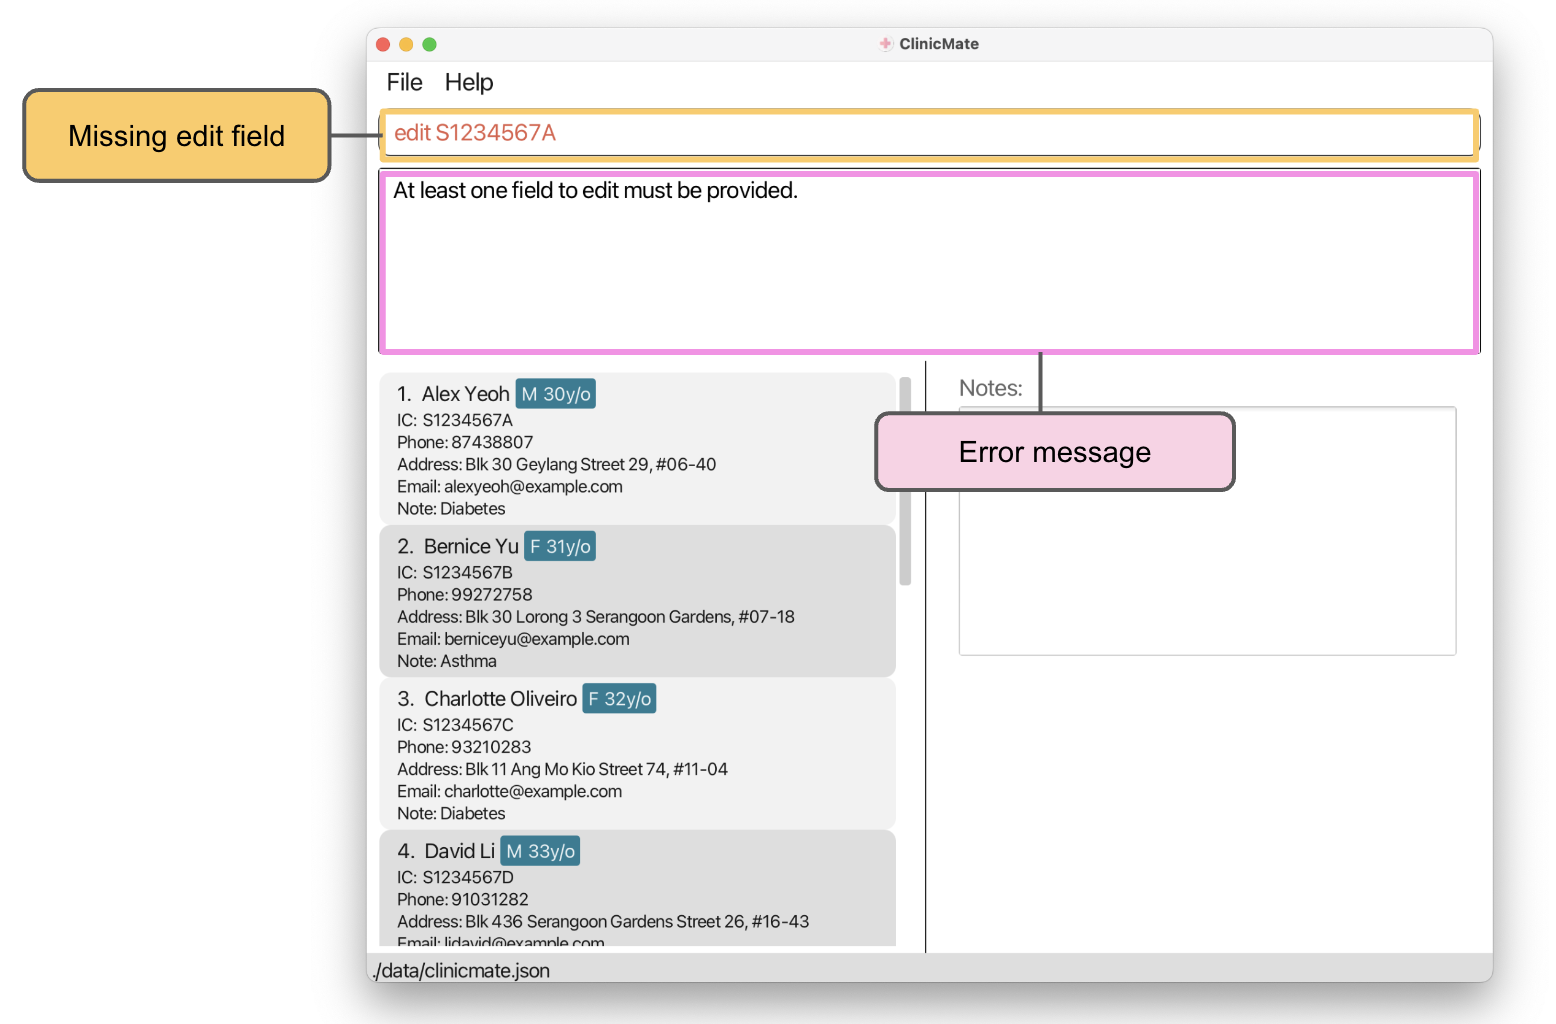 ClinicMate
File Help
Missing edit field
edit S1234567A
At least one field to edit must be provided.
1. Alex Yeoh M 30y/o
IC: S1234567A
Phone: 87438807
Address: Blk 30 Geylang Street 29, #06-40
Email: alexyeoh@example.com
Note: Diabetes
2. Bernice Yu F 31y/o
IC: S1234567B
Phone: 99272758
Address: Blk 30 Lorong 3 Serangoon Gardens, #07-18
Email: berniceyu@example.com
Note: Asthma
3. Charlotte Oliveiro F 32y/o
IC: S1234567C
Phone: 93210283
Address: Blk 11 Ang Mo Kio Street 74, #11-04
Email: charlotte@example.com
Note: Diabetes
4. David Li M 33y/o
IC: S1234567D
Phone: 91031282
Address: Blk 436 Serangoon Gardens Street 26, #16-43
Email: lidavid@example.com
Notes:
Error message
./data/clinicmate.json